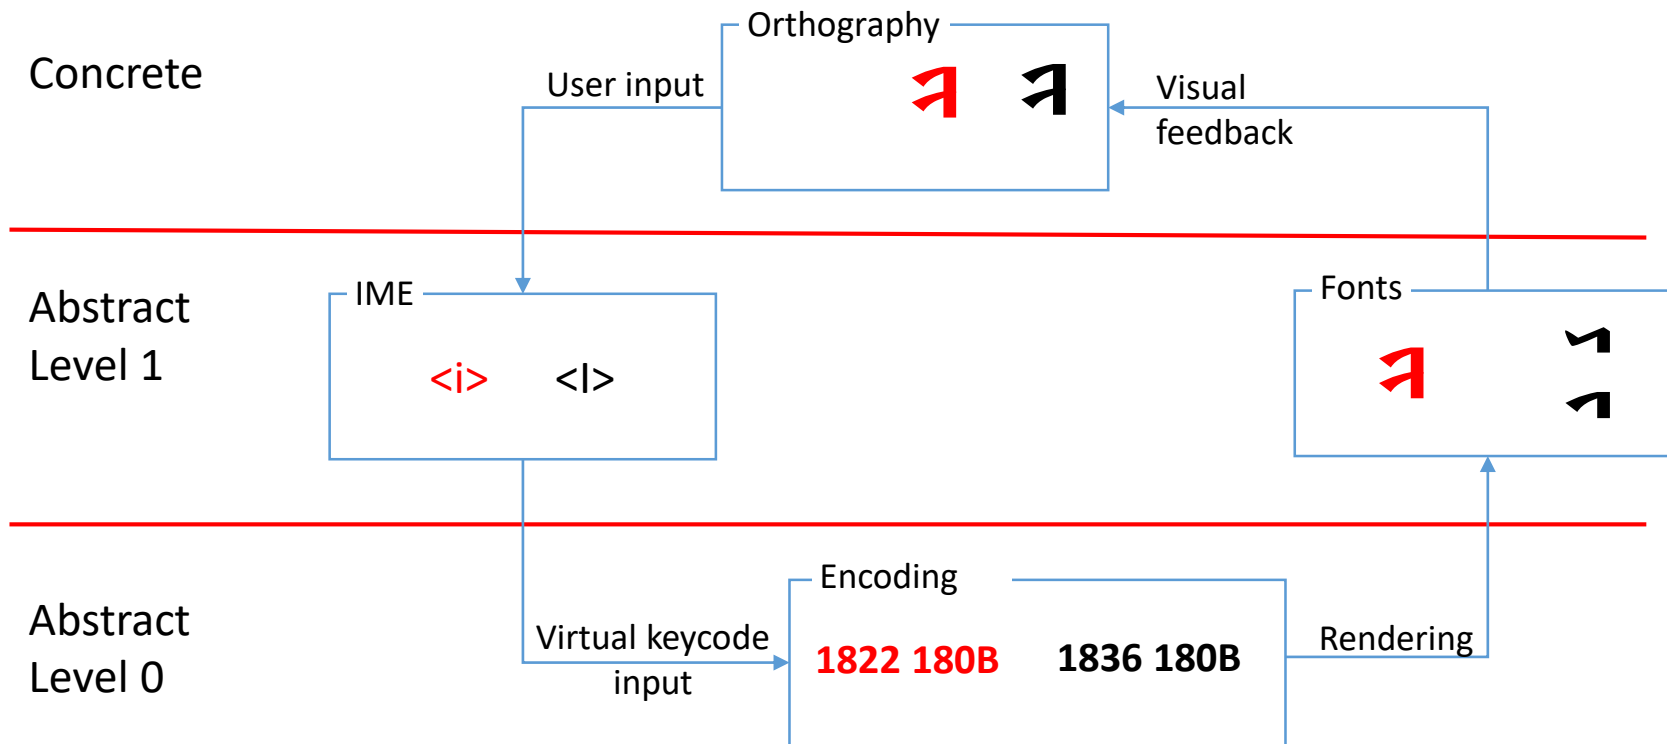 Orthography
Concrete
User input
Visual
feedback
Abstract
Level 1
IME
<i> <I>
Fonts
Abstract
Level 0
Encoding
Virtual keycode
input
1822 180B 1836 180B
Rendering